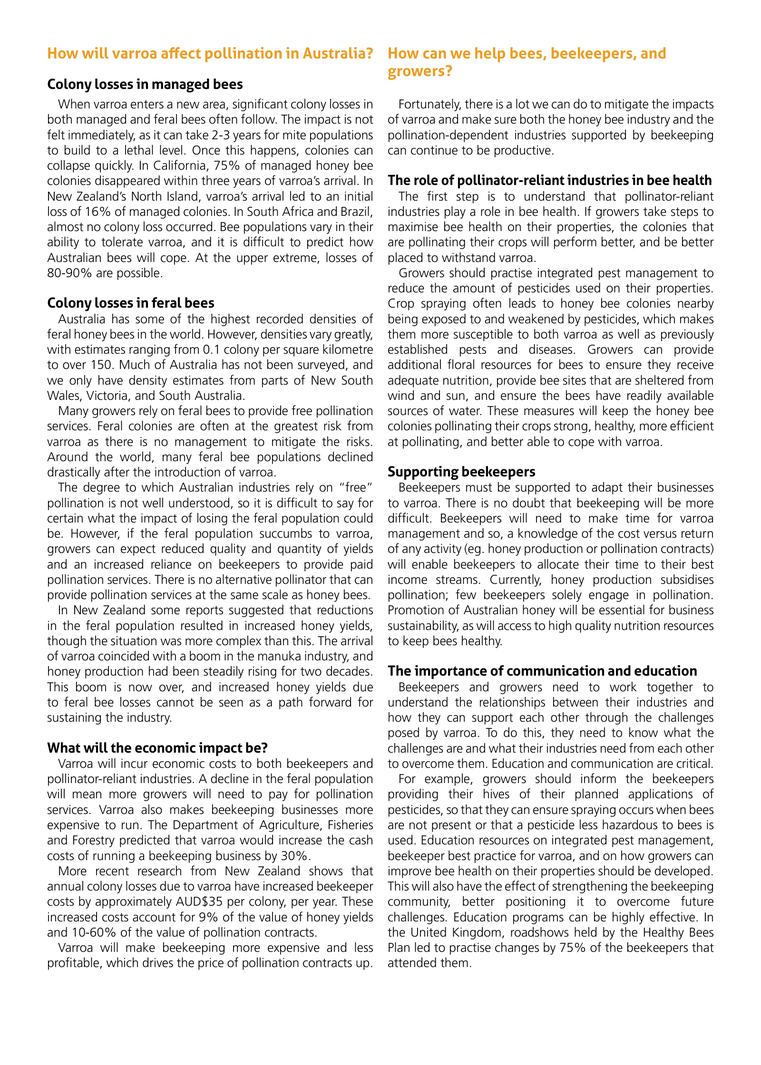 How will varroa affect pollination in Australia?
Colony losses in managed bees
When varroa enters a new area, significant colony losses in
both managed and feral bees often follow. The impact is not
felt immediately, as it can take 2-3 years for mite populations
to build to a lethal level. Once this happens, colonies can
collapse quickly. In California, 75% of managed honey bee
colonies disappeared within three years of varroa's arrival. In
New Zealand's North Island, varroa's arrival led to an initial
loss of 16% of managed colonies. In South Africa and Brazil,
almost no colony loss occurred. Bee populations vary in their
ability to tolerate varroa, and it is difficult to predict how
Australian bees will cope. At the upper extreme, losses of
80-90% are possible.
Colony losses in feral bees
Australia has some of the highest recorded densities of
feral honey bees in the world. However, densities vary greatly,
with estimates ranging from 0.1 colony per square kilometre
to over 150. Much of Australia has not been surveyed, and
we only have density estimates from parts of New South
Wales, Victoria, and South Australia.
Many growers rely on feral bees to provide free pollination
services. Feral colonies are often at the greatest risk from
varroa as there is no management to mitigate the risks.
Around the world, many feral bee populations declined
drastically after the introduction of varroa.
The degree to which Australian industries rely on “free”
pollination is not well understood, so it is difficult to say for
certain what the impact of losing the feral population could
be. However, if the feral population succumbs to varroa,
growers can expect reduced quality and quantity of yields
and an increased reliance on beekeepers to provide paid
pollination services. There is no alternative pollinator that can
provide pollination services at the same scale as honey bees.
In New Zealand some reports suggested that reductions
in the feral population resulted in increased honey yields,
though the situation was more complex than this. The arrival
of varroa coincided with a boom in the manuka industry, and
honey production had been steadily rising for two decades.
This boom is now over, and increased honey yields due
to feral bee losses cannot be seen as a path forward for
sustaining the industry.
What will the economic impact be?
Varroa will incur economic costs to both beekeepers and
pollinator-reliant industries. A decline in the feral population
will mean more growers will need to pay for pollination
services. Varroa also makes beekeeping businesses more
expensive to run. The Department of Agriculture, Fisheries
and Forestry predicted that varroa would increase the cash
costs of running a beekeeping business by 30%.
More recent research from New Zealand shows that
annual colony losses due to varroa have increased beekeeper
costs by approximately AUD$35 per colony, per year. These
increased costs account for 9% of the value of honey yields
and 10-60% of the value of pollination contracts.
Varroa will make beekeeping more expensive and less
profitable, which drives the price of pollination contracts up.
How can we help bees, beekeepers, and
growers?
Fortunately, there is a lot we can do to mitigate the impacts
of varroa and make sure both the honey bee industry and the
pollination-dependent industries supported by beekeeping
can continue to be productive.
The role of pollinator-reliant industries in bee health
The first step is to understand that pollinator-reliant
industries play a role in bee health. If growers take steps to
maximise bee health on their properties, the colonies that
are pollinating their crops will perform better, and be better
placed to withstand varroa.
Growers should practise integrated pest management to
reduce the amount of pesticides used on their properties.
Crop spraying often leads to honey bee colonies nearby
being exposed to and weakened by pesticides, which makes
them more susceptible to both varroa as well as previously
established pests and diseases. Growers can provide
additional floral resources for bees to ensure they receive
adequate nutrition, provide bee sites that are sheltered from
wind and sun, and ensure the bees have readily available
sources of water. These measures will keep the honey bee
colonies pollinating their crops strong, healthy, more efficient
at pollinating, and better able to cope with varroa.
Supporting beekeepers
Beekeepers must be supported to adapt their businesses
to varroa. There is no doubt that beekeeping will be more
difficult. Beekeepers will need to make time for varroa
management and so, a knowledge of the cost versus return
of any activity (eg. honey production or pollination contracts)
will enable beekeepers to allocate their time to their best
income streams. Currently, honey production subsidises
pollination; few beekeepers solely engage in pollination.
Promotion of Australian honey will be essential for business
sustainability, as will access to high quality nutrition resources
to keep bees healthy.
The importance of communication and education
Beekeepers and growers need to work together to
understand the relationships between their industries and
how they can support each other through the challenges
posed by varroa. To do this, they need to know what the
challenges are and what their industries need from each other
to overcome them. Education and communication are critical.
For example, growers should inform the beekeepers
providing their hives of their planned applications of
pesticides, so that they can ensure spraying occurs when bees
are not present or that a pesticide less hazardous to bees is
used. Education resources on integrated pest management,
beekeeper best practice for varroa, and on how growers can
improve bee health on their properties should be developed.
This will also have the effect of strengthening the beekeeping
community, better positioning it to overcome future
challenges. Education programs can be highly effective. In
the United Kingdom, roadshows held by the Healthy Bees
Plan led to practise changes by 75% of the beekeepers that
attended them.